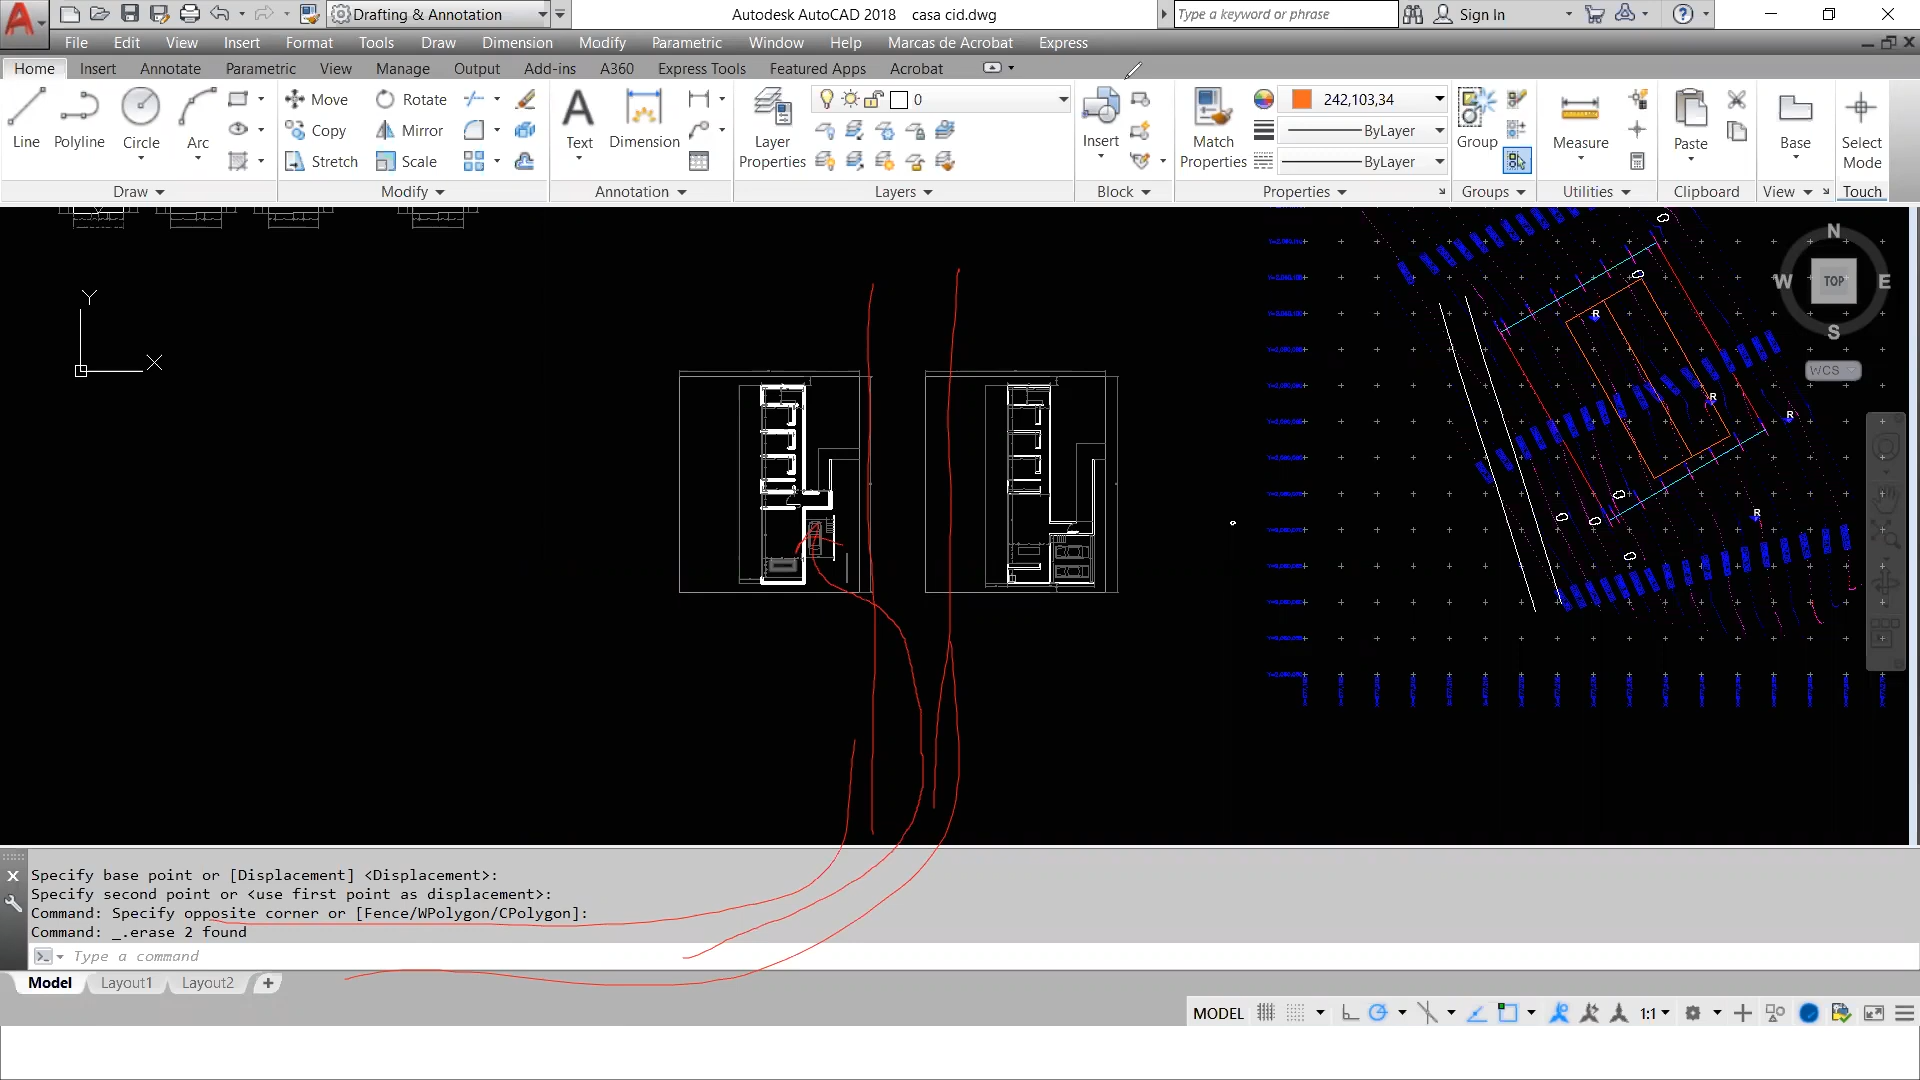 Drafting & Annotation
Autodesk AutoCAD 2018 casa cid.dwg
Type a keyword or phrase
Sign In
File Edit View Insert Format Tools Draw Dimension Modify Parametric Window Help Marcas de Acrobat Express
Home Insert Annotate Parametric View Manage Output Add-ins A360 Express Tools Featured Apps Acrobat
Line Polyline Circle Arc
Move Rotate
Copy Mirror
Stretch Scale
Text Dimension
Layer Properties
0
Insert
Match Properties
242,103,34
ByLayer
ByLayer
Group
Measure
Paste
Base
Select Mode
Draw Modify Annotation Layers Block Properties Groups Utilities Clipboard View Touch
Y
X
N
W TOP E
S
WCS
R
R
R
R
Specify base point or [Displacement] <Displacement>:
Specify second point or <use first point as displacement>:
Command: Specify opposite corner or [Fence/WPolygon/CPolygon]:
Command: _.erase 2 found
Type a command
Model Layout1 Layout2 +
MODEL 1:1